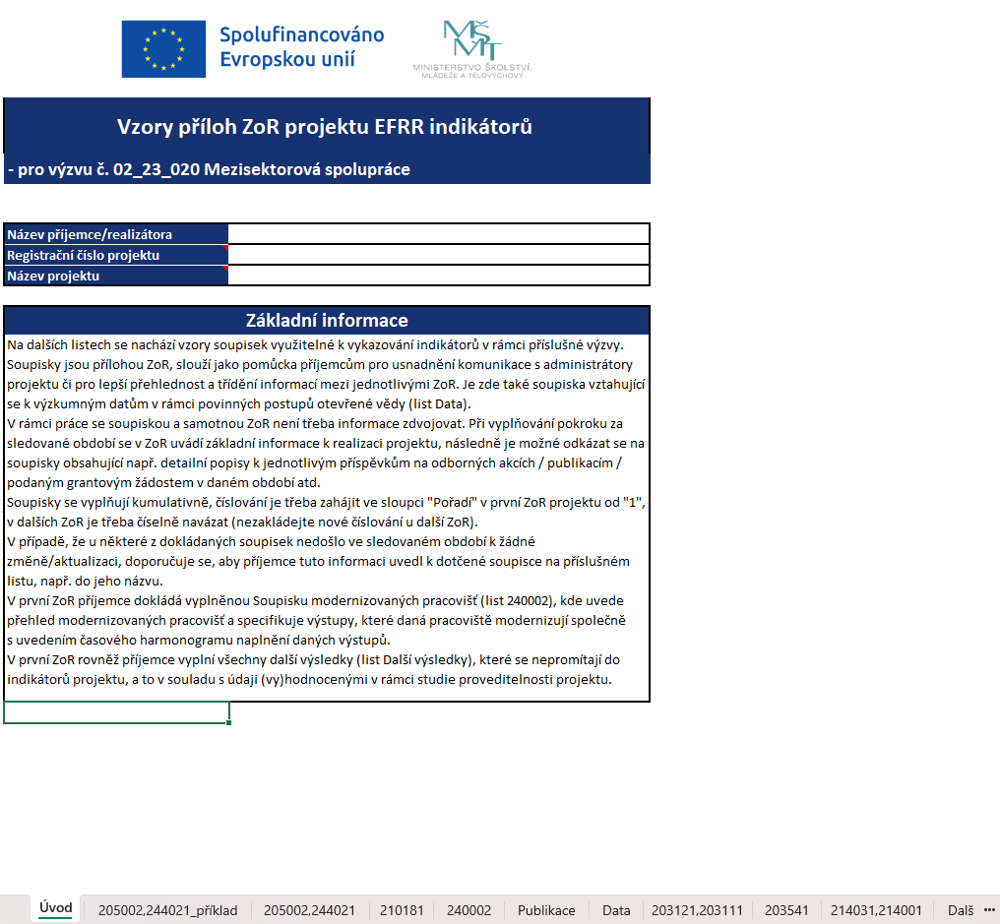 Spolufinancováno
Evropskou unií
MŠMT
MINISTERSTVO ŠKOLSTVÍ,
MLÁDEŽE A TĚLOVÝCHOVY
Vzory příloh ZoR projektu EFRR indikátorů
- pro výzvu č. 02_23_020 Mezisektorová spolupráce
Název příjemce/realizátora
Registrační číslo projektu
Název projektu
Základní informace
Na dalších listech se nachází vzory soupisek využitelné k vykazování indikátorů v rámci příslušné výzvy.
Soupisky jsou přílohou ZoR, slouží jako pomůcka příjemcům pro usnadnění komunikace s administrátory
projektu či pro lepší přehlednost a třídění informací mezi jednotlivými ZoR. Je zde také soupiska vztahující
se k výzkumným datům v rámci povinných postupů otevřené vědy (list Data).
V rámci práce se soupiskou a samotnou ZoR není třeba informace zdvojovat. Při vyplňování pokroku za
sledované období se v ZoR uvádí základní informace k realizaci projektu, následně je možné odkázat se na
soupisky obsahující např. detailní popisy k jednotlivým příspěvkům na odborných akcích / publikacím /
podaným grantovým žádostem v daném období atd.
Soupisky se vyplňují kumulativně, číslování je třeba zahájit ve sloupci "Pořadí" v první ZoR projektu od "1",
v dalších ZoR je třeba číselně navázat (nezakládejte nové číslování u další ZoR).
V případě, že u některé z dokládaných soupisek nedošlo ve sledovaném období k žádné
změně/aktualizaci, doporučuje se, aby příjemce tuto informaci uvedl k dotčené soupisce na příslušném
listu, např. do jeho názvu.
V první ZoR příjemce dokládá vyplněnou Soupisku modernizovaných pracovišť (list 240002), kde uvede
přehled modernizovaných pracovišť a specifikuje výstupy, které daná pracoviště modernizují společně
s uvedením časového harmonogramu naplnění daných výstupů.
V první ZoR rovněž příjemce vyplní všechny další výsledky (list Další výsledky), které se nepromítají do
indikátorů projektu, a to v souladu s údaji (vy)hodnocenými v rámci studie proveditelnosti projektu.
Úvod 205002,244021_příklad 205002,244021 210181 240002 Publikace Data 203121,203111 203541 214031,214001 Dalš ···